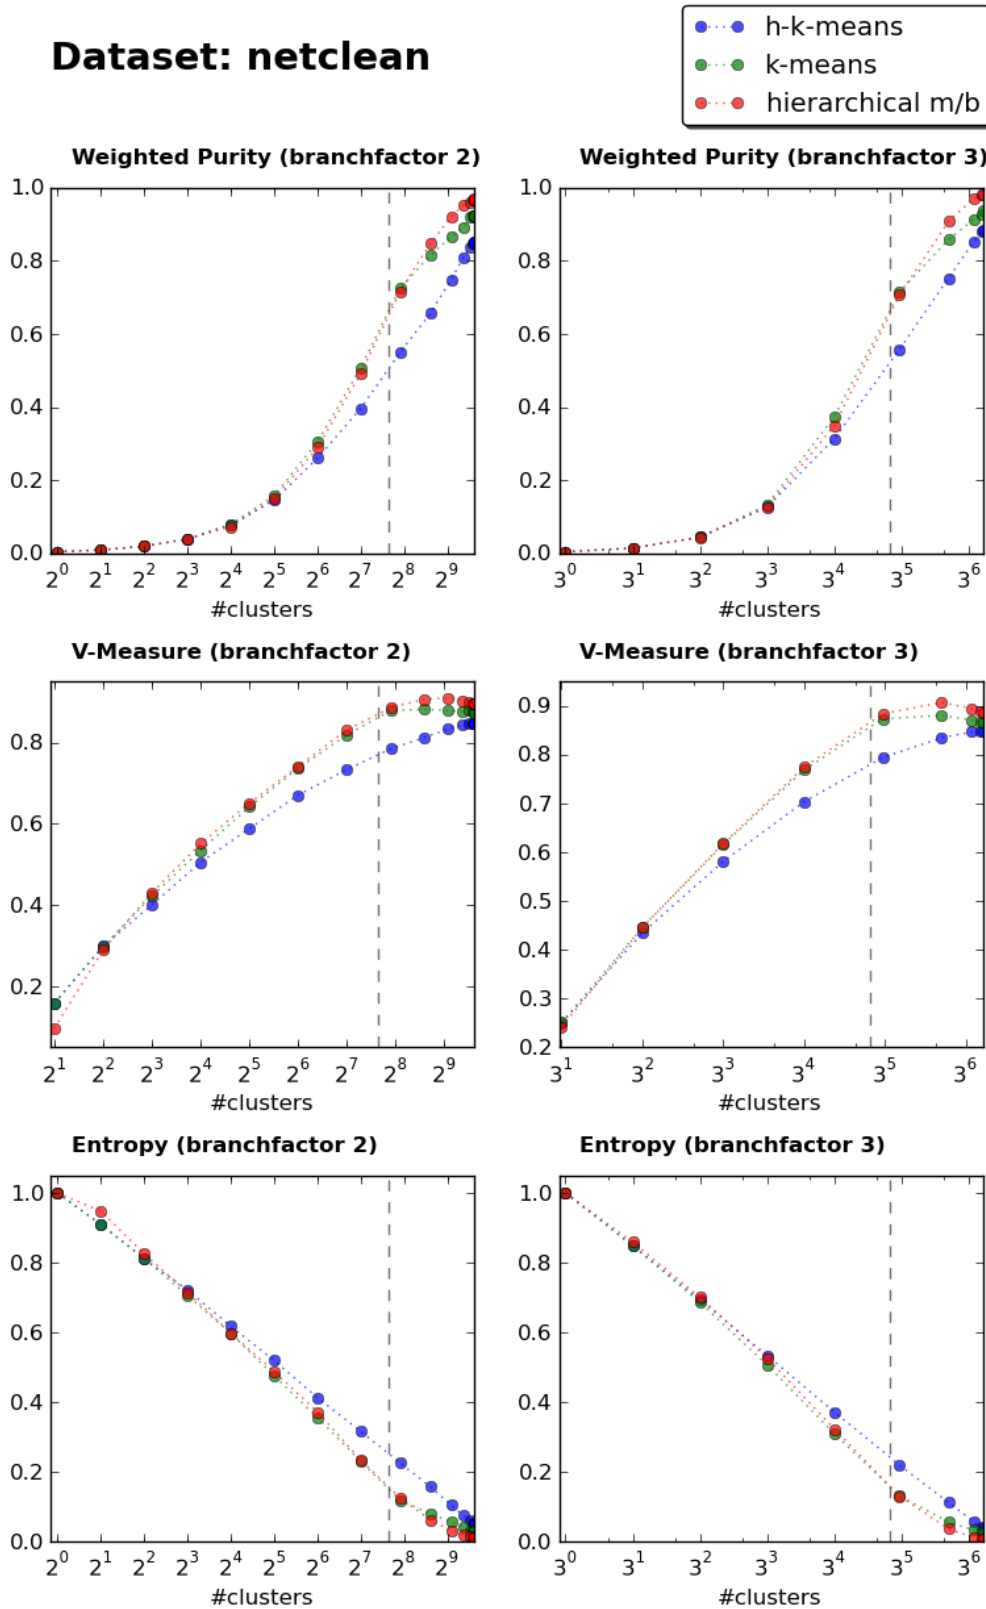 Dataset: netclean
h-k-means
k-means
hierarchical m/b
Weighted Purity (branchfactor 2)
1.0
0.8
0.6
0.4
0.2
0.0
2^0 2^1 2^2 2^3 2^4 2^5 2^6 2^7 2^8 2^9
#clusters
Weighted Purity (branchfactor 3)
1.0
0.8
0.6
0.4
0.2
0.0
3^0 3^1 3^2 3^3 3^4 3^5 3^6
#clusters
V-Measure (branchfactor 2)
0.8
0.6
0.4
0.2
2^1 2^2 2^3 2^4 2^5 2^6 2^7 2^8 2^9
#clusters
V-Measure (branchfactor 3)
0.9
0.8
0.7
0.6
0.5
0.4
0.3
0.2
3^1 3^2 3^3 3^4 3^5 3^6
#clusters
Entropy (branchfactor 2)
1.0
0.8
0.6
0.4
0.2
0.0
2^0 2^1 2^2 2^3 2^4 2^5 2^6 2^7 2^8 2^9
#clusters
Entropy (branchfactor 3)
1.0
0.8
0.6
0.4
0.2
0.0
3^0 3^1 3^2 3^3 3^4 3^5 3^6
#clusters